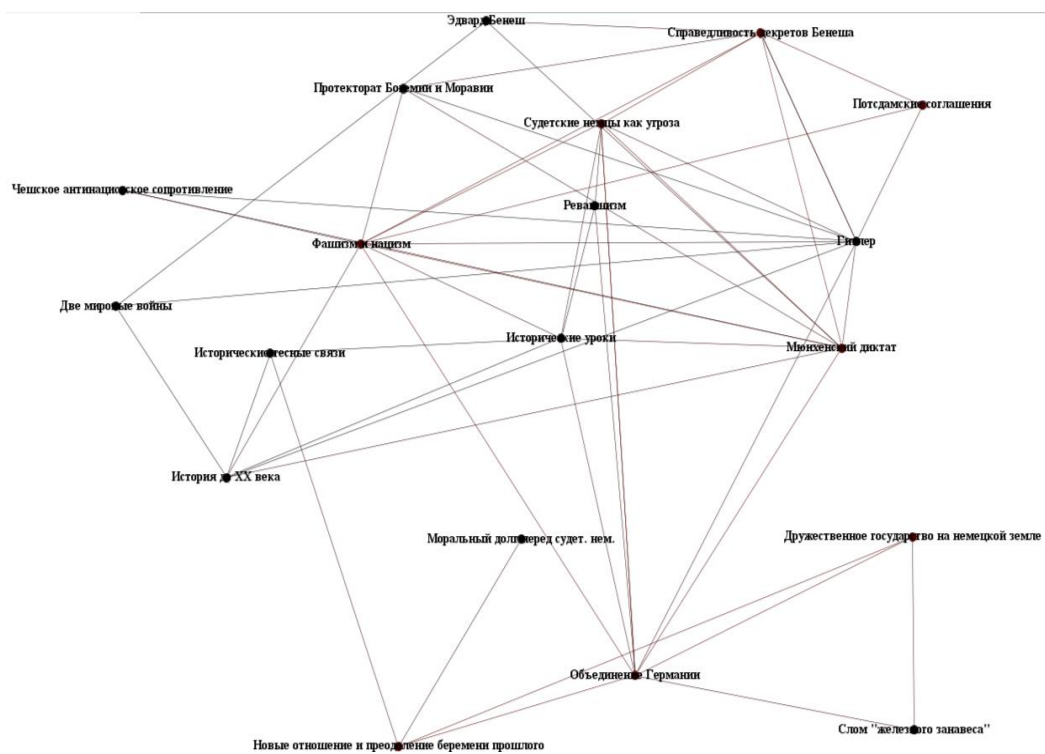 Эдвард Бенеш
Справедливость декретов Бенеша
Протекторат Богемии и Моравии
Потсдамские соглашения
Судетские немцы как угроза
Чешское антинацистское сопротивление
Реваншизм
Фашизм и нацизм
Гитлер
Две мировые войны
Исторические уроки
Мюнхенский диктат
Исторические тесные связи
История до XX века
Моральный долг перед судет. нем.
Дружественное государство на немецкой земле
Объединение Германии
Слом "железного занавеса"
Новые отношение и преодоление беремени прошлого